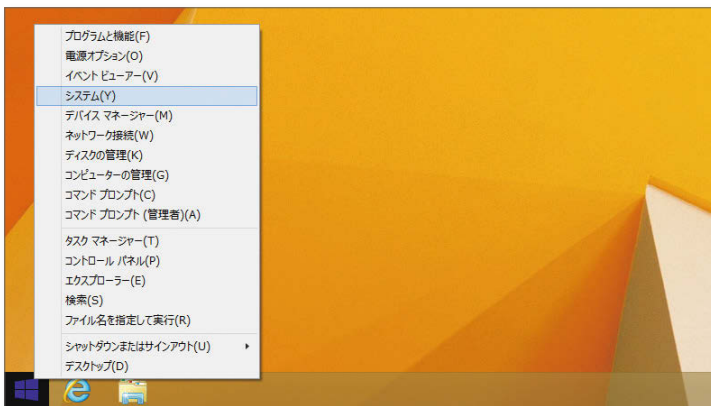 プログラムと機能(F)
電源オプション(O)
イベント ビューアー(V)
システム(Y)
デバイス マネージャー(M)
ネットワーク接続(W)
ディスクの管理(K)
コンピューターの管理(G)
コマンド プロンプト(C)
コマンド プロンプト (管理者)(A)
タスク マネージャー(T)
コントロール パネル(P)
エクスプローラー(E)
検索(S)
ファイル名を指定して実行(R)
シャットダウンまたはサインアウト(U)
デスクトップ(D)